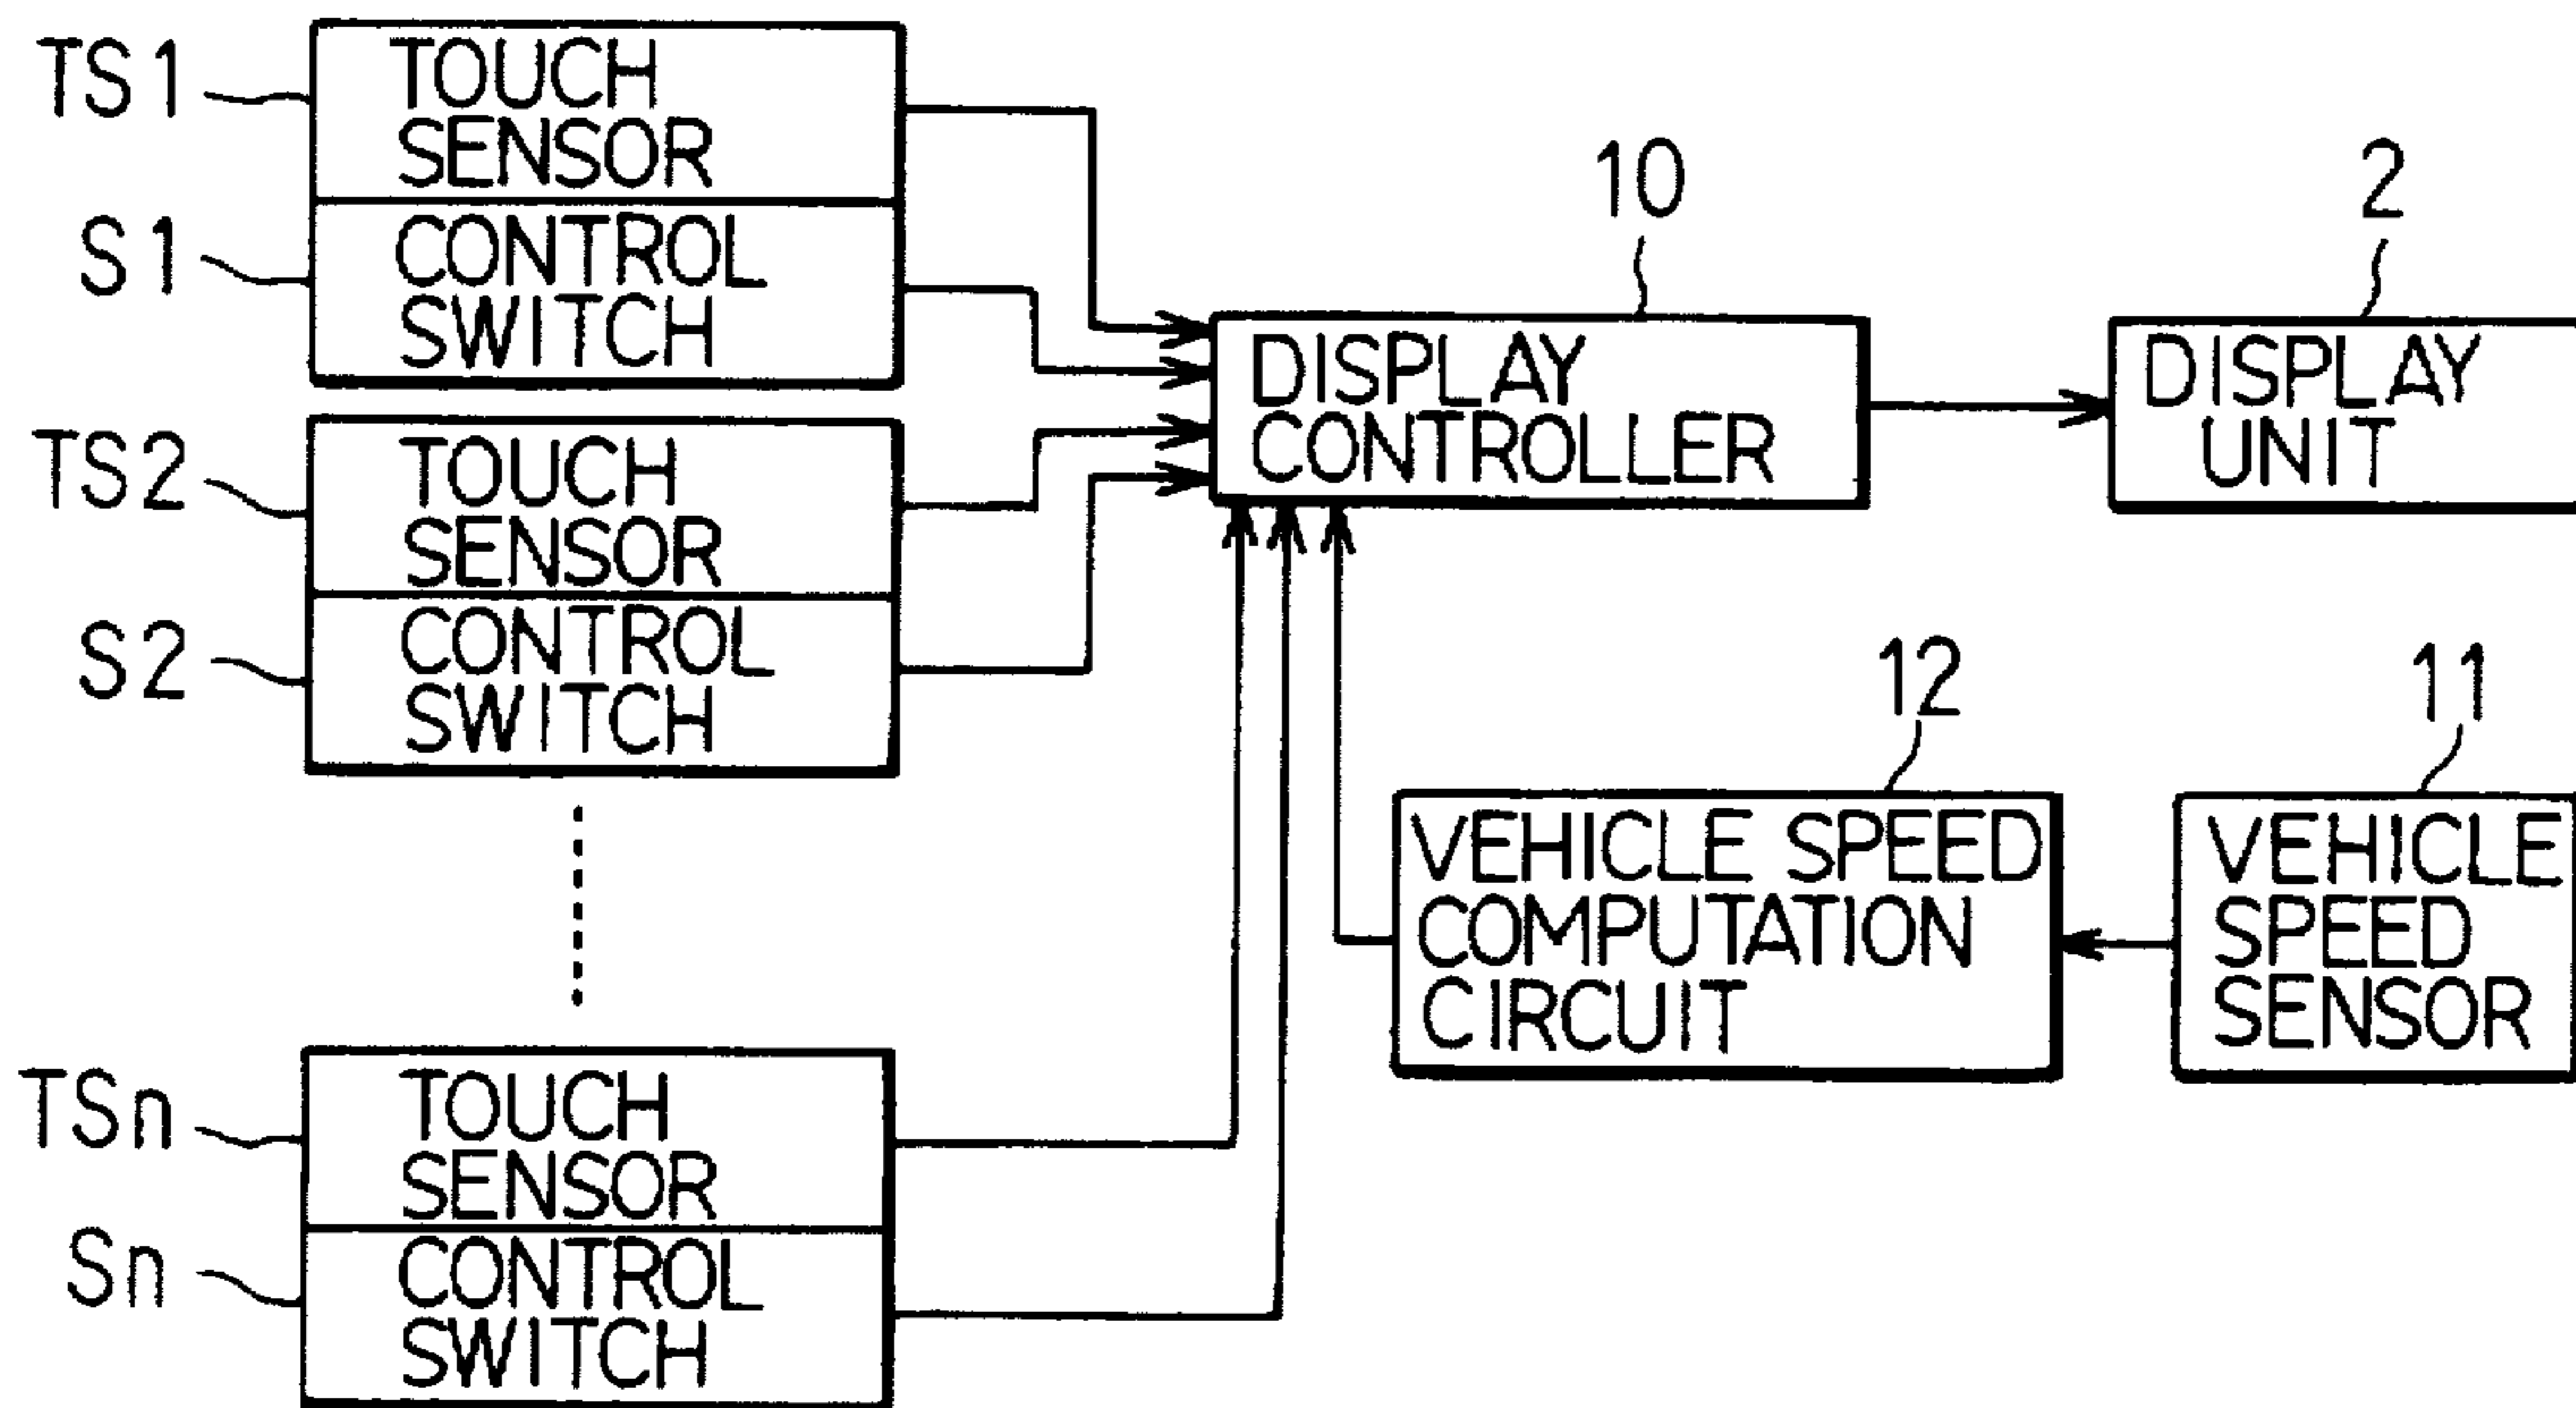 TS1
TOUCH
SENSOR
S1
CONTROL
SWITCH
TS2
TOUCH
SENSOR
S2
CONTROL
SWITCH
TSn
TOUCH
SENSOR
Sn
CONTROL
SWITCH
10
DISPLAY
CONTROLLER
2
DISPLAY
UNIT
12
VEHICLE SPEED
COMPUTATION
CIRCUIT
11
VEHICLE
SPEED
SENSOR